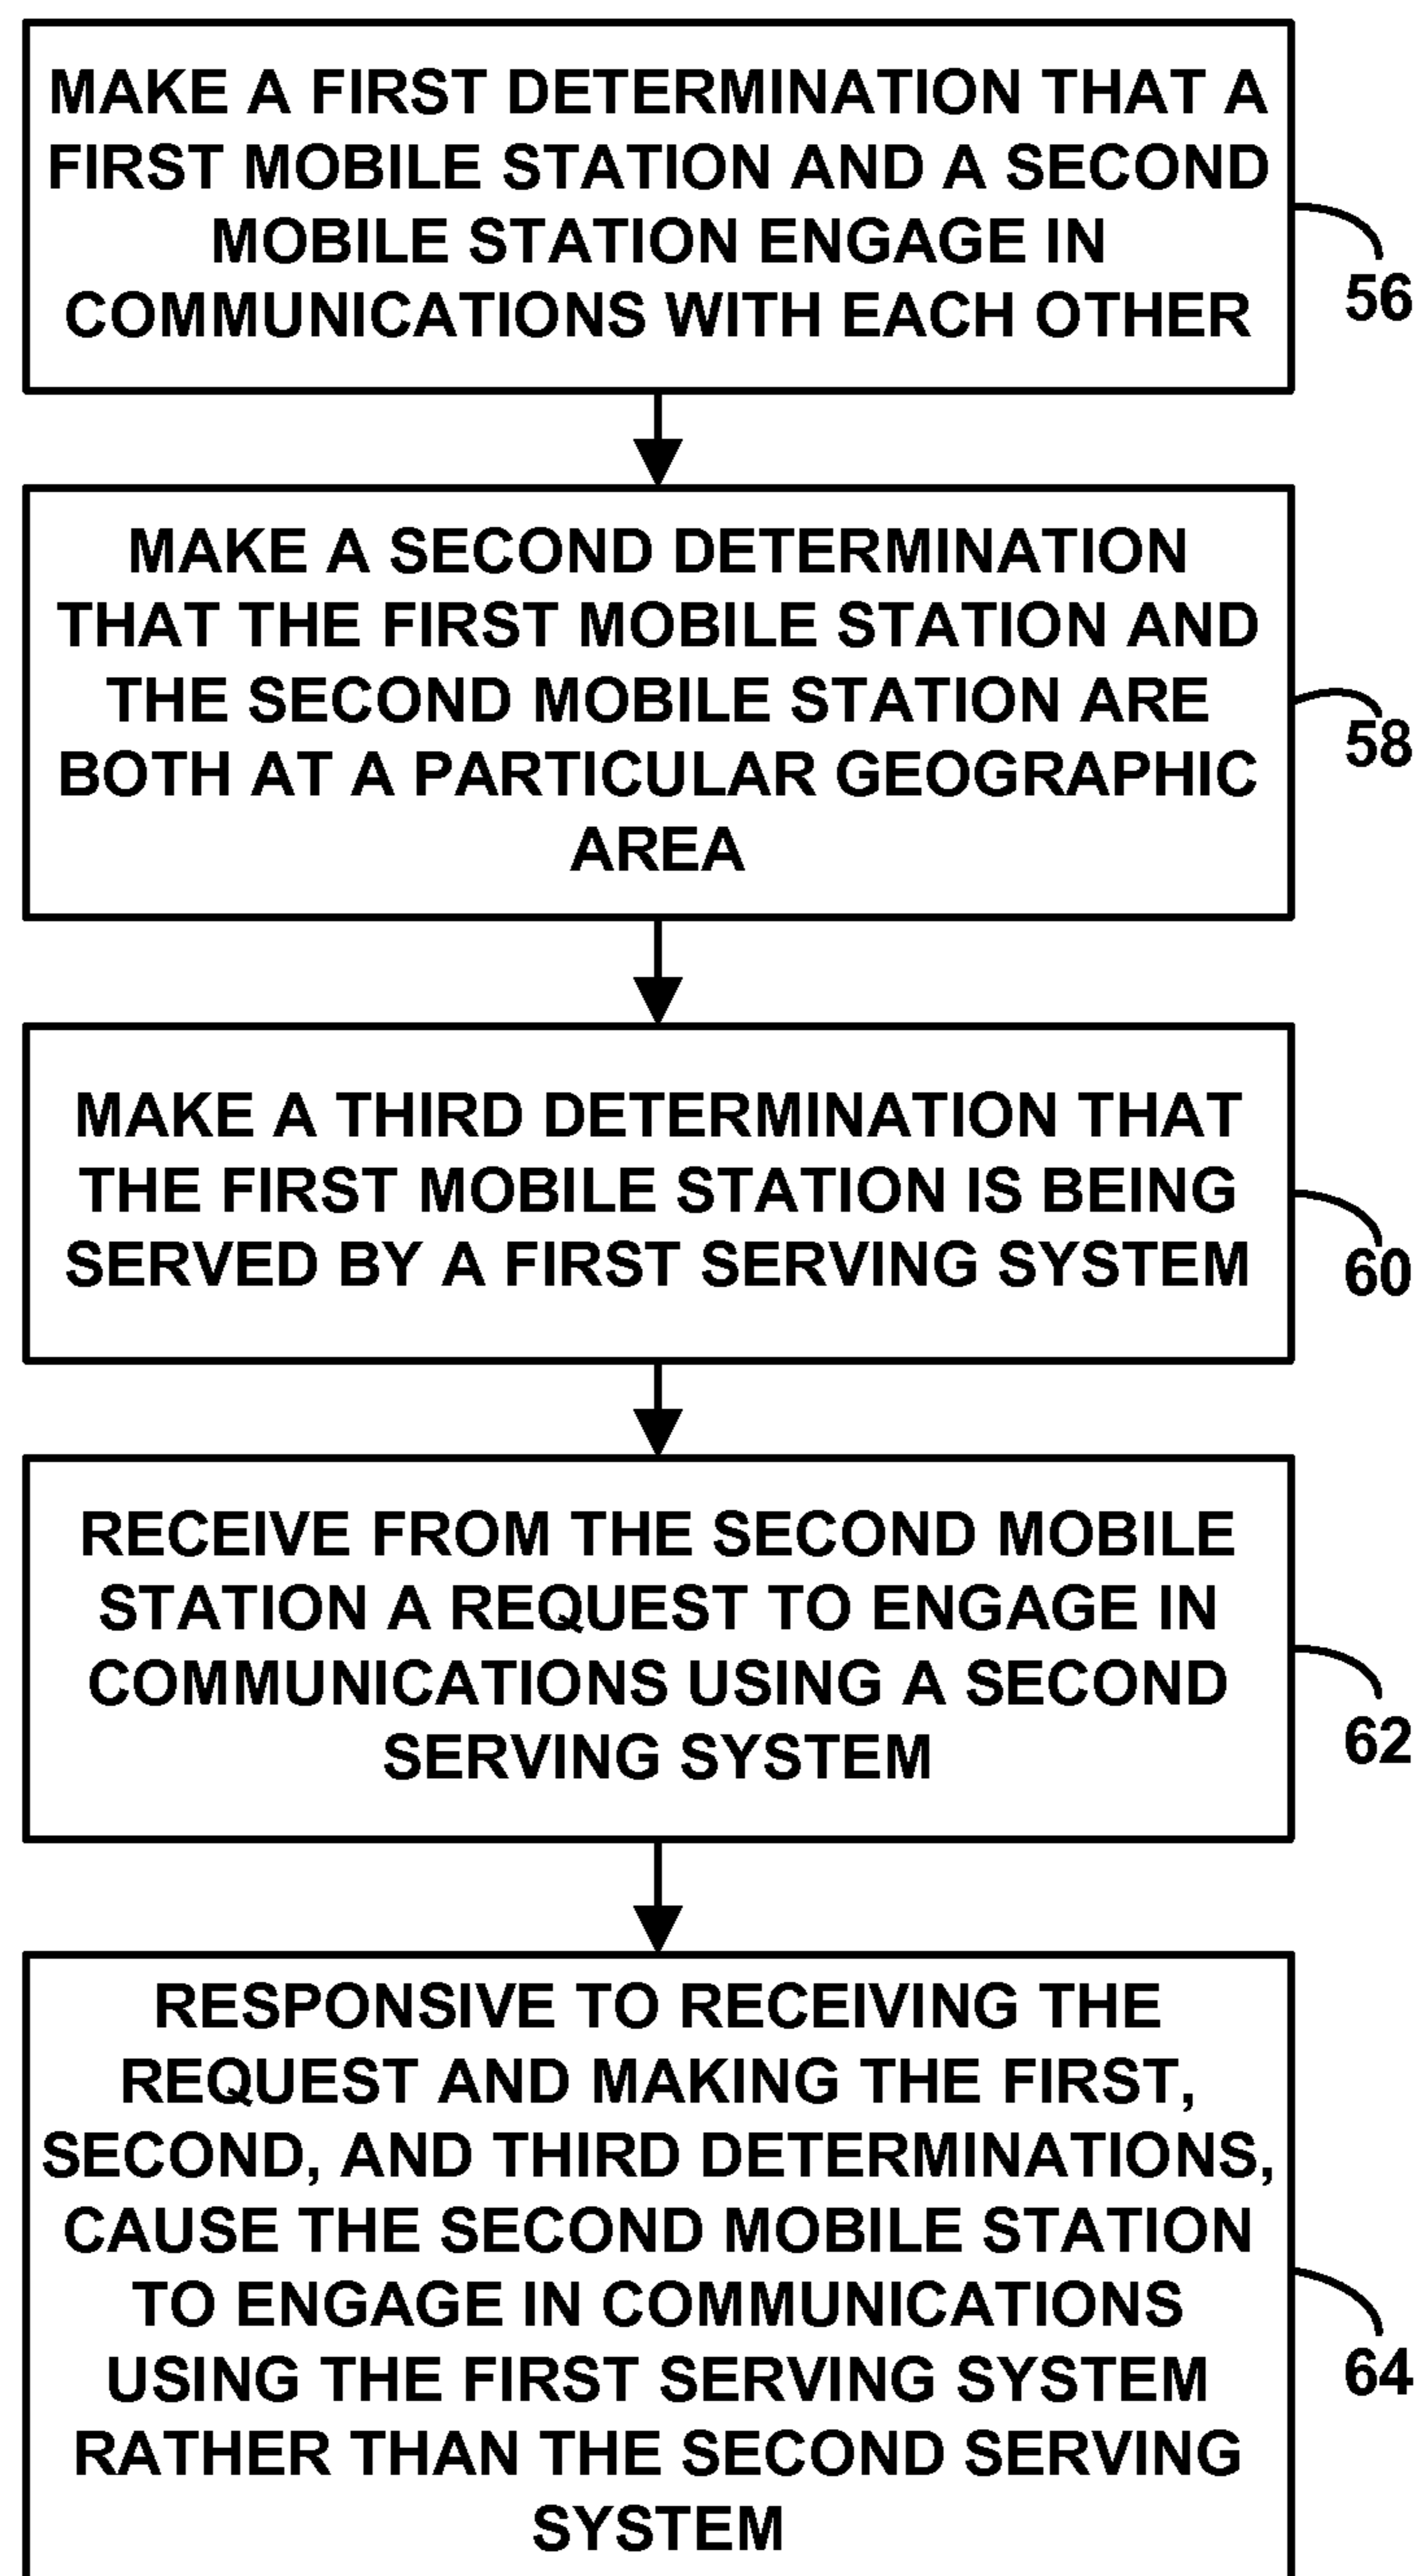 MAKE A FIRST DETERMINATION THAT A
FIRST MOBILE STATION AND A SECOND
MOBILE STATION ENGAGE IN
COMMUNICATIONS WITH EACH OTHER
56
MAKE A SECOND DETERMINATION
THAT THE FIRST MOBILE STATION AND
THE SECOND MOBILE STATION ARE
BOTH AT A PARTICULAR GEOGRAPHIC
AREA
58
MAKE A THIRD DETERMINATION THAT
THE FIRST MOBILE STATION IS BEING
SERVED BY A FIRST SERVING SYSTEM
60
RECEIVE FROM THE SECOND MOBILE
STATION A REQUEST TO ENGAGE IN
COMMUNICATIONS USING A SECOND
SERVING SYSTEM
62
RESPONSIVE TO RECEIVING THE
REQUEST AND MAKING THE FIRST,
SECOND, AND THIRD DETERMINATIONS,
CAUSE THE SECOND MOBILE STATION
TO ENGAGE IN COMMUNICATIONS
USING THE FIRST SERVING SYSTEM
RATHER THAN THE SECOND SERVING
SYSTEM
64